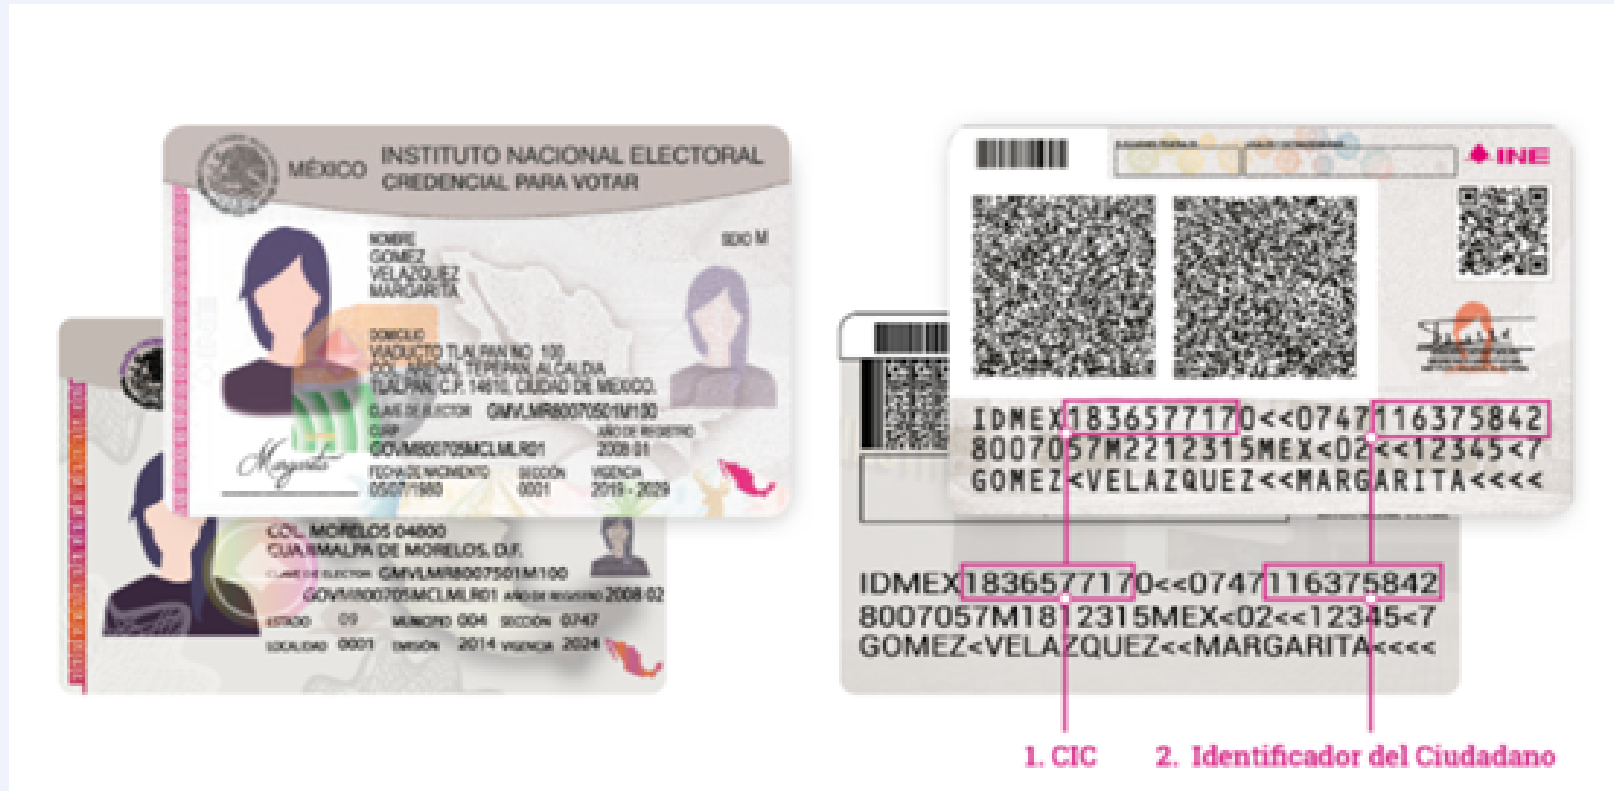 MÉXICO
INSTITUTO NACIONAL ELECTORAL
CREDENCIAL PARA VOTAR
NOMBRE
SEXO M
GOMEZ
VELAZQUEZ
MARGARITA
DOMICILIO
VIADUCTO TLALPAN NO 100
COL. ARENAL TEPEPAN, ALCALDIA
TLALPAN, C.P. 14610, CIUDAD DE MEXICO.
CLAVE DE ELECTOR GMVLMR80070501M100
CURP AÑO DE REGISTRO
GOVM800705MCLMLR01 2008 01
FECHA DE NACIMIENTO SECCIÓN VIGENCIA
05/07/1980 0001 2019 - 2029
Margarita
COL. MORELOS 04800
CUAJIMALPA DE MORELOS, D.F.
CLAVE DE ELECTOR GMVLMR8007501M100
GOVM800705MCLMLR01 AÑO DE REGISTRO 2008 02
ESTADO 09 MUNICIPIO 004 SECCIÓN 0747
LOCALIDAD 0001 EMISIÓN 2014 VIGENCIA 2024
INE
IDMEX1836577170<<0747116375842
8007057M2212315MEX<02<<12345<7
GOMEZ<VELAZQUEZ<<MARGARITA<<<<
IDMEX1836577170<<0747116375842
8007057M1812315MEX<02<<12345<7
GOMEZ<VELAZQUEZ<<MARGARITA<<<<
1. CIC
2. Identificador del Ciudadano